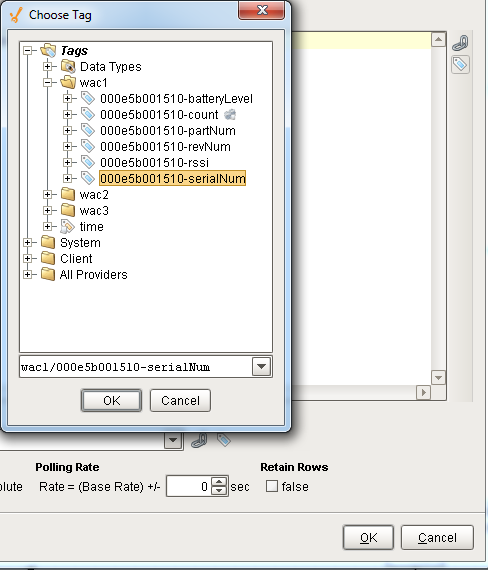 Choose Tag
Tags
Data Types
wac1
000e5b001510-batteryLevel
000e5b001510-count
000e5b001510-partNum
000e5b001510-revNum
000e5b001510-rssi
000e5b001510-serialNum
wac2
wac3
time
System
Client
All Providers
wac1/000e5b001510-serialNum
OK Cancel
Polling Rate Retain Rows
olute Rate = (Base Rate) +/- 0 sec false
OK Cancel